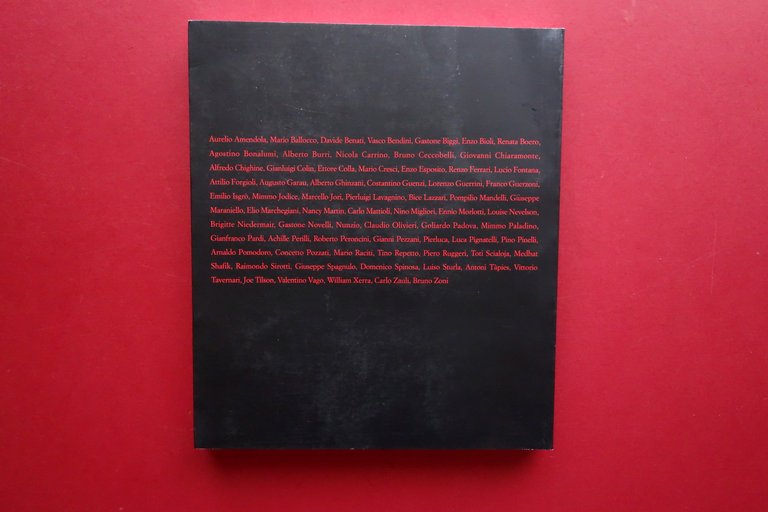 Aurelio Amendola, Mario Ballocco, Davide Benati, Vasco Bendini, Gastone Biggi, Enzo Bioli, Renata Boero,
Agostino Bonalumi, Alberto Burri, Nicola Carrino, Bruno Ceccobelli, Giovanni Chiaramonte,
Alfredo Chighine, Gianluigi Colin, Ettore Colla, Mario Cresci, Enzo Esposito, Renzo Ferrari, Lucio Fontana,
Attilio Forgioli, Augusto Garau, Alberto Ghinzani, Costantino Guenzi, Lorenzo Guerrini, Franco Guerzoni,
Emilio Isgrò, Mimmo Jodice, Marcello Jori, Pierluigi Lavagnino, Bice Lazzari, Pompilio Mandelli, Giuseppe
Maraniello, Elio Marchegiani, Nancy Martin, Carlo Mattioli, Nino Migliori, Ennio Morlotti, Louise Nevelson,
Brigitte Niedermair, Gastone Novelli, Nunzio, Claudio Olivieri, Goliardo Padova, Mimmo Paladino,
Gianfranco Pardi, Achille Perilli, Roberto Peroncini, Gianni Pezzani, Pierluca, Luca Pignatelli, Pino Pinelli,
Arnaldo Pomodoro, Concetto Pozzati, Mario Raciti, Tino Repetto, Piero Ruggeri, Toti Scialoja, Medhat
Shafik, Raimondo Sirotti, Giuseppe Spagnulo, Domenico Spinosa, Luiso Sturla, Antoni Tàpies, Vittorio
Tavernari, Joe Tilson, Valentino Vago, William Xerra, Carlo Zauli, Bruno Zoni